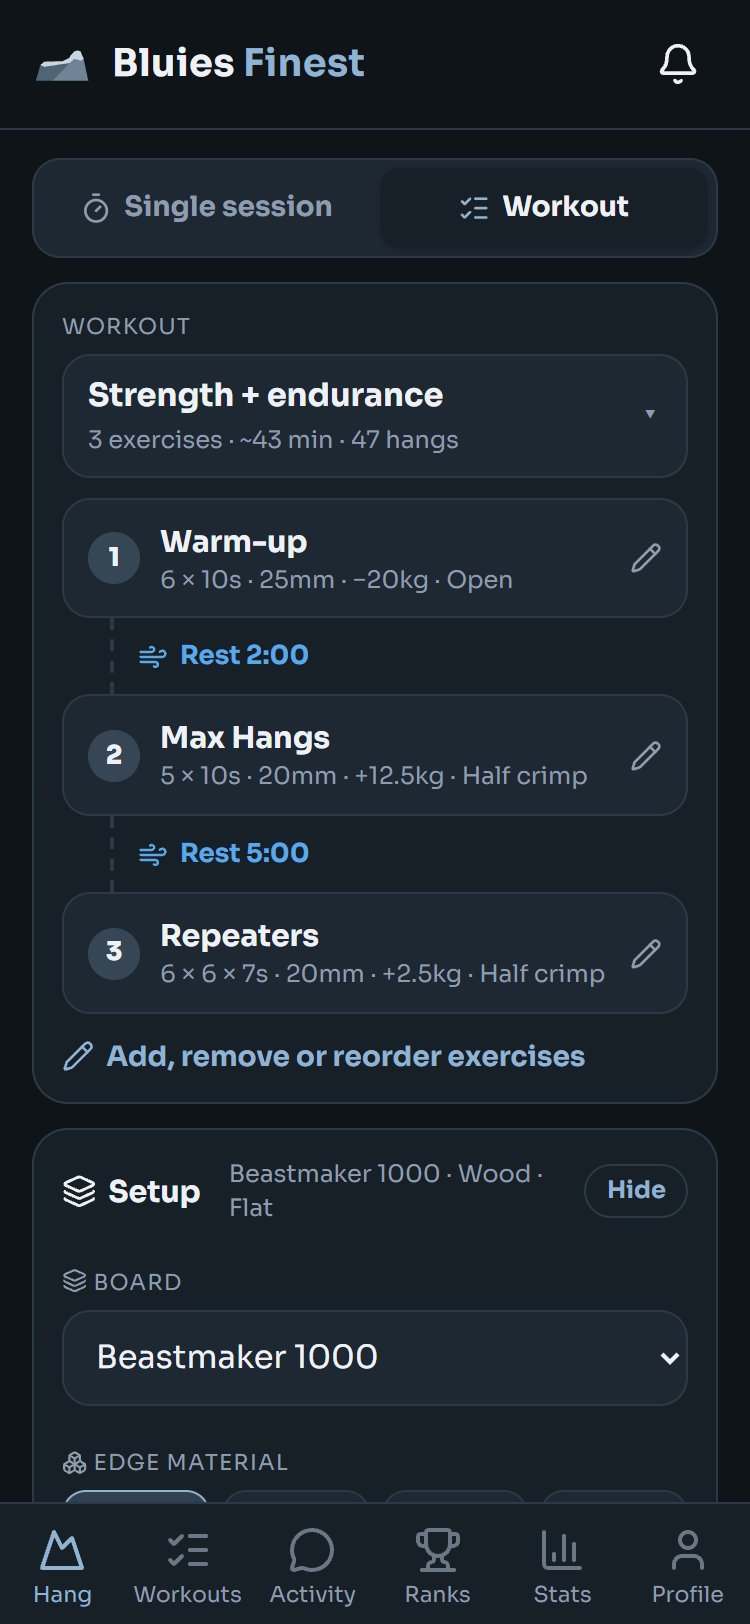 Bluies Finest
Single session
Workout
WORKOUT
Strength + endurance
3 exercises · ~43 min · 47 hangs
1
Warm-up
6 × 10s · 25mm · −20kg · Open
Rest 2:00
2
Max Hangs
5 × 10s · 20mm · +12.5kg · Half crimp
Rest 5:00
3
Repeaters
6 × 6 × 7s · 20mm · +2.5kg · Half crimp
Add, remove or reorder exercises
Setup
Beastmaker 1000 · Wood ·
Flat
Hide
BOARD
Beastmaker 1000
EDGE MATERIAL
Hang
Workouts
Activity
Ranks
Stats
Profile